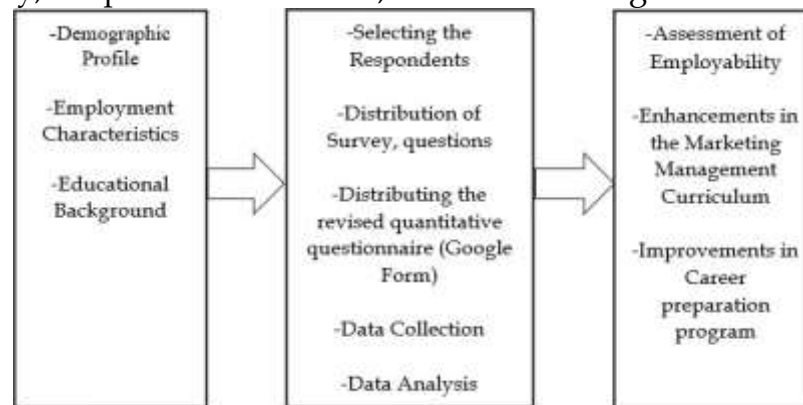 -Demographic
Profile
-Employment
Characteristics
-Educational
Background
-Selecting the
Respondents
-Distribution of
Survey, questions
-Distributing the
revised quantitative
questionnaire (Google
Form)
-Data Collection
-Data Analysis
-Assessment of
Employability
-Enhancements in
the Marketing
Management
Curriculum
-Improvements in
Career
preparation
program